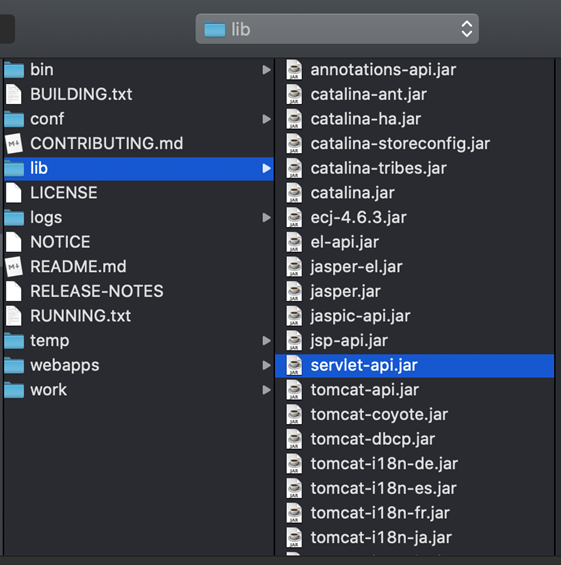 lib
bin
BUILDING.txt
conf
CONTRIBUTING.md
lib
LICENSE
logs
NOTICE
README.md
RELEASE-NOTES
RUNNING.txt
temp
webapps
work
annotations-api.jar
catalina-ant.jar
catalina-ha.jar
catalina-storeconfig.jar
catalina-tribes.jar
catalina.jar
ecj-4.6.3.jar
el-api.jar
jasper-el.jar
jasper.jar
jaspic-api.jar
jsp-api.jar
servlet-api.jar
tomcat-api.jar
tomcat-coyote.jar
tomcat-dbcp.jar
tomcat-i18n-de.jar
tomcat-i18n-es.jar
tomcat-i18n-fr.jar
tomcat-i18n-ja.jar